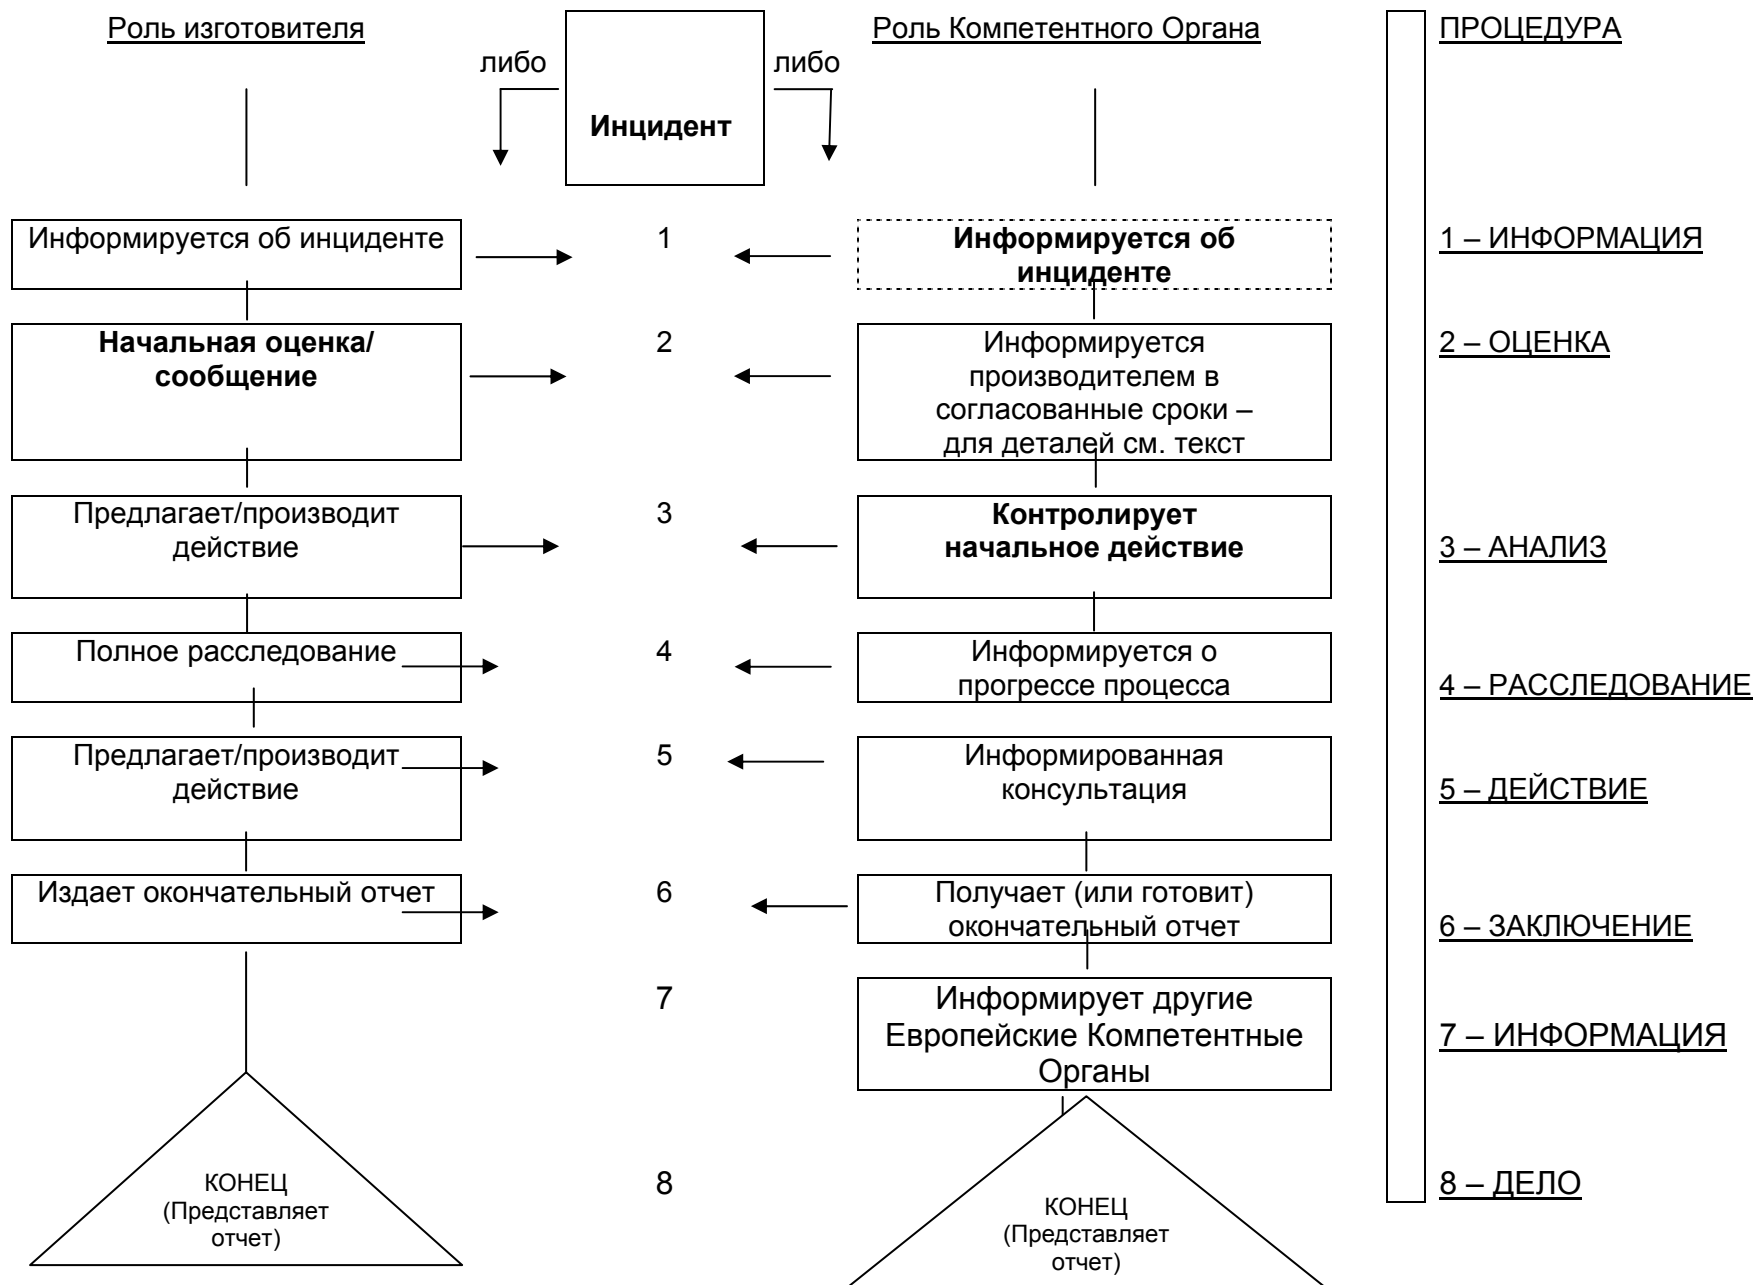 Роль изготовителя
либо
Инцидент
либо
Роль Компетентного Органа
ПРОЦЕДУРА
Информируется об инциденте
1
Информируется об
инциденте
1 – ИНФОРМАЦИЯ
Начальная оценка/
сообщение
2
Информируется
производителем в
согласованные сроки –
для деталей см. текст
2 – ОЦЕНКА
Предлагает/производит
действие
3
Контролирует
начальное действие
3 – АНАЛИЗ
Полное расследование
4
Информируется о
прогрессе процесса
4 – РАССЛЕДОВАНИЕ
Предлагает/производит
действие
5
Информированная
консультация
5 – ДЕЙСТВИЕ
Издает окончательный отчет
6
Получает (или готовит)
окончательный отчет
6 – ЗАКЛЮЧЕНИЕ
7
Информирует другие
Европейские Компетентные
Органы
7 – ИНФОРМАЦИЯ
КОНЕЦ
(Представляет
отчет)
8
КОНЕЦ
(Представляет
отчет)
8 – ДЕЛО